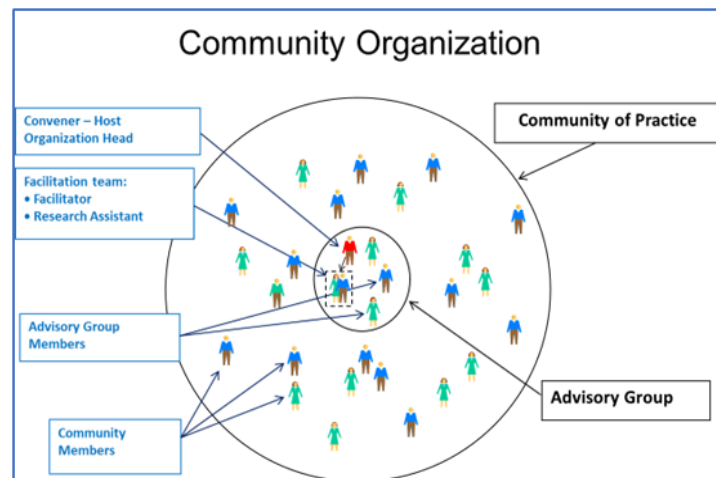 Community Organization
Convener – Host
Organization Head
Community of Practice
Facilitation team:
• Facilitator
• Research Assistant
Advisory Group
Members
Advisory Group
Community
Members